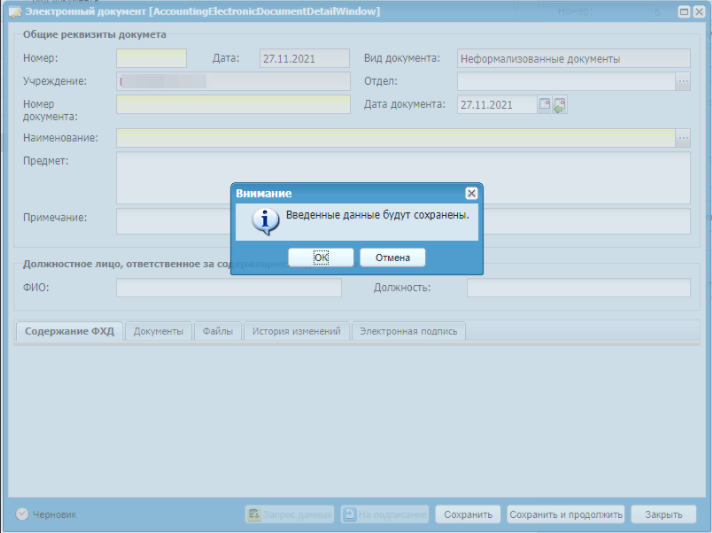 Электронный документ [AccountingElectronicDocumentDetailWindow]
Общие реквизиты докумета
Номер: Дата: 27.11.2021 Вид документа: Неформализованные документы
Учреждение: Отдел:
Номер документа: Дата документа: 27.11.2021
Наименование:
Предмет:
Внимание
Введенные данные будут сохранены.
Примечание:
OK Отмена
Должностное лицо, ответственное за
ФИО: Должность:
Содержание ФХД Документы Файлы История изменений Электронная подпись
Черновик Запрос данных На подписание Сохранить Сохранить и продолжить Закрыть